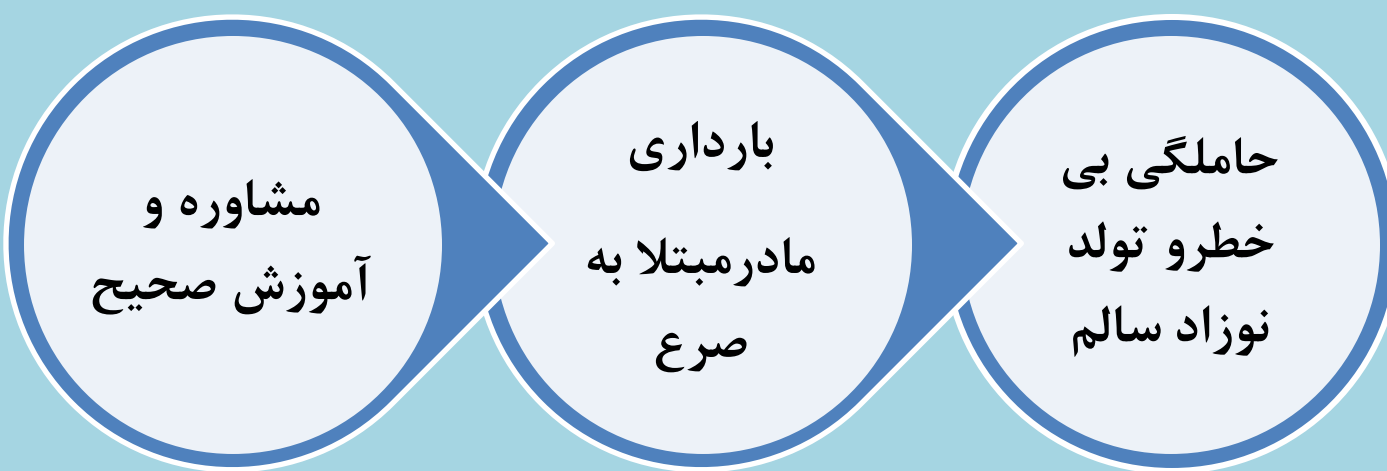 مشاوره و
آموزش صحیح
بارداری
مادرمبتلا به
صرع
حاملگی بی
خطرو تولد
نوزاد سالم